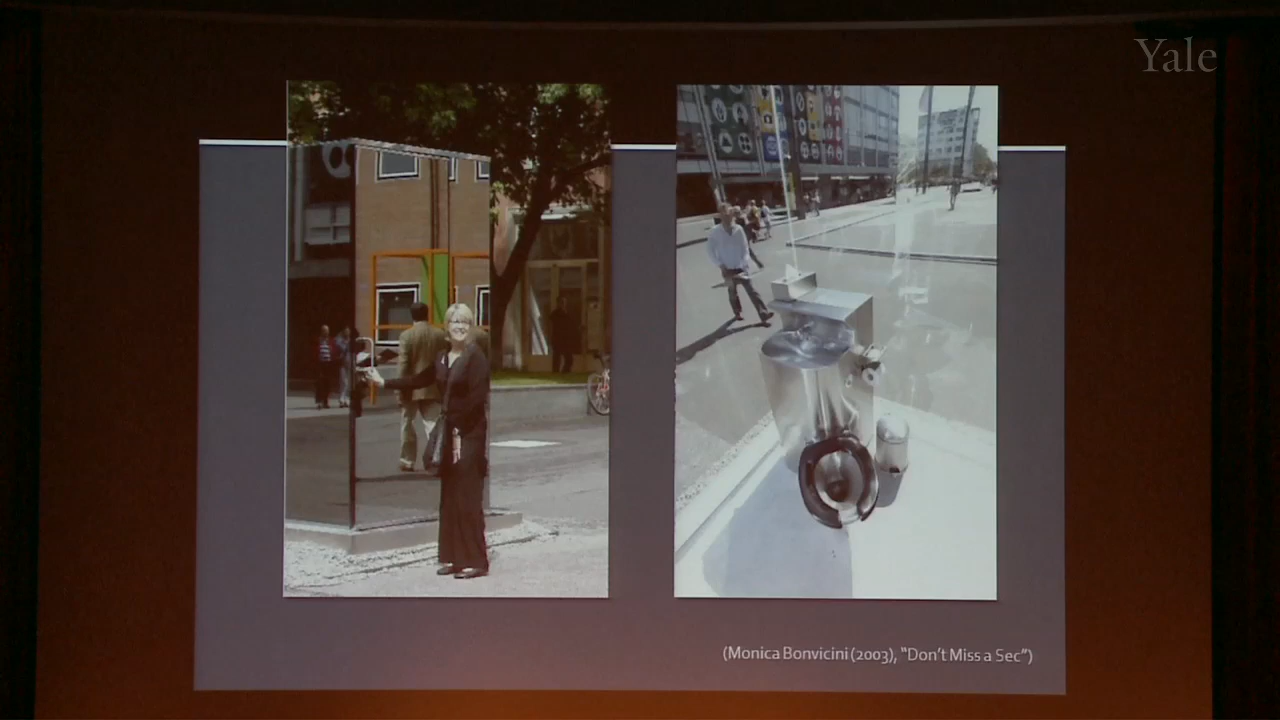 Yale
(Monica Bonvicini (2003), “Don’t Miss a Sec”)